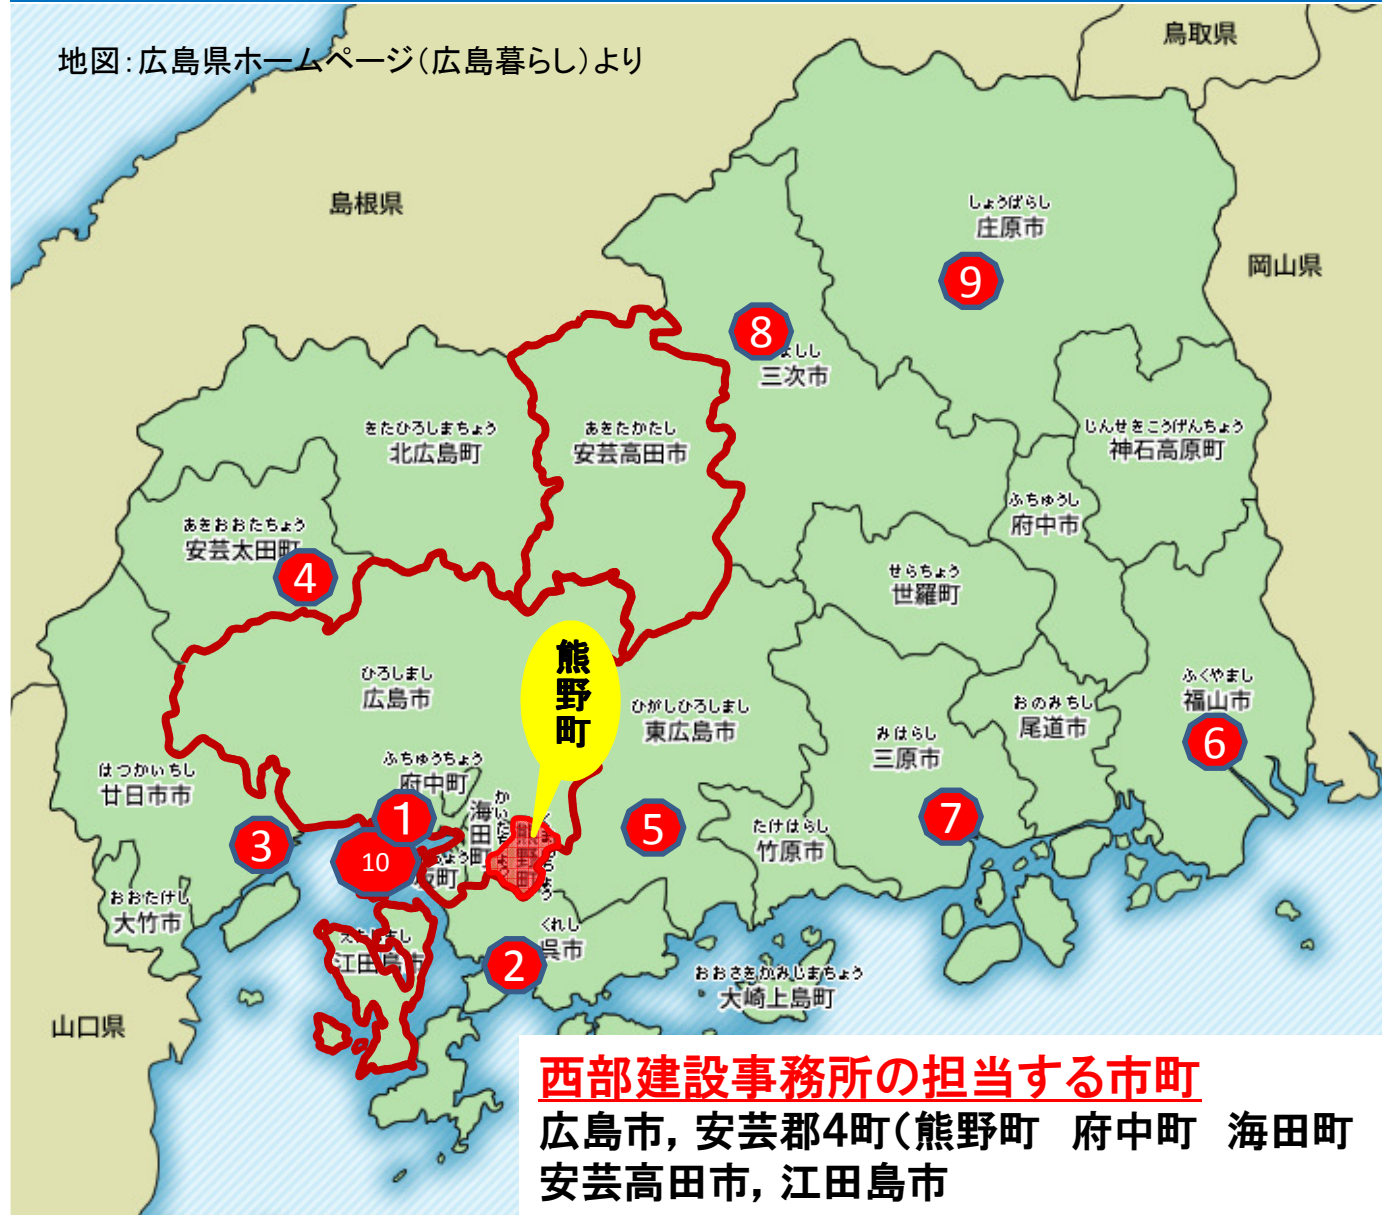 地図：広島県ホームページ（広島暮らし）より
鳥取県
島根県
しょうばらし
庄原市
岡山県
9
8
よしし
三次市
きたひろしまちょう
北広島町
あきたかたし
安芸高田市
じんせきこうげんちょう
神石高原町
ふちゅうし
府中市
あきおおたちょう
安芸太田町
4
せらちょう
世羅町
熊野町
ひろしまし
広島市
ひがしひろしまし
東広島市
みはらし
三原市
おのみちし
尾道市
ふくやまし
福山市
6
はつかいちし
廿日市市
ふちゅうちょう
府中町
かいたちょう
海田町
熊野町
1
3
10
坂町
5
たけはらし
竹原市
7
おおたけし
大竹市
江田島市
くれし
呉市
2
おおさきかみじまちょう
大崎上島町
山口県
西部建設事務所の担当する市町
広島市，安芸郡4町（熊野町　府中町　海田町
安芸高田市，江田島市